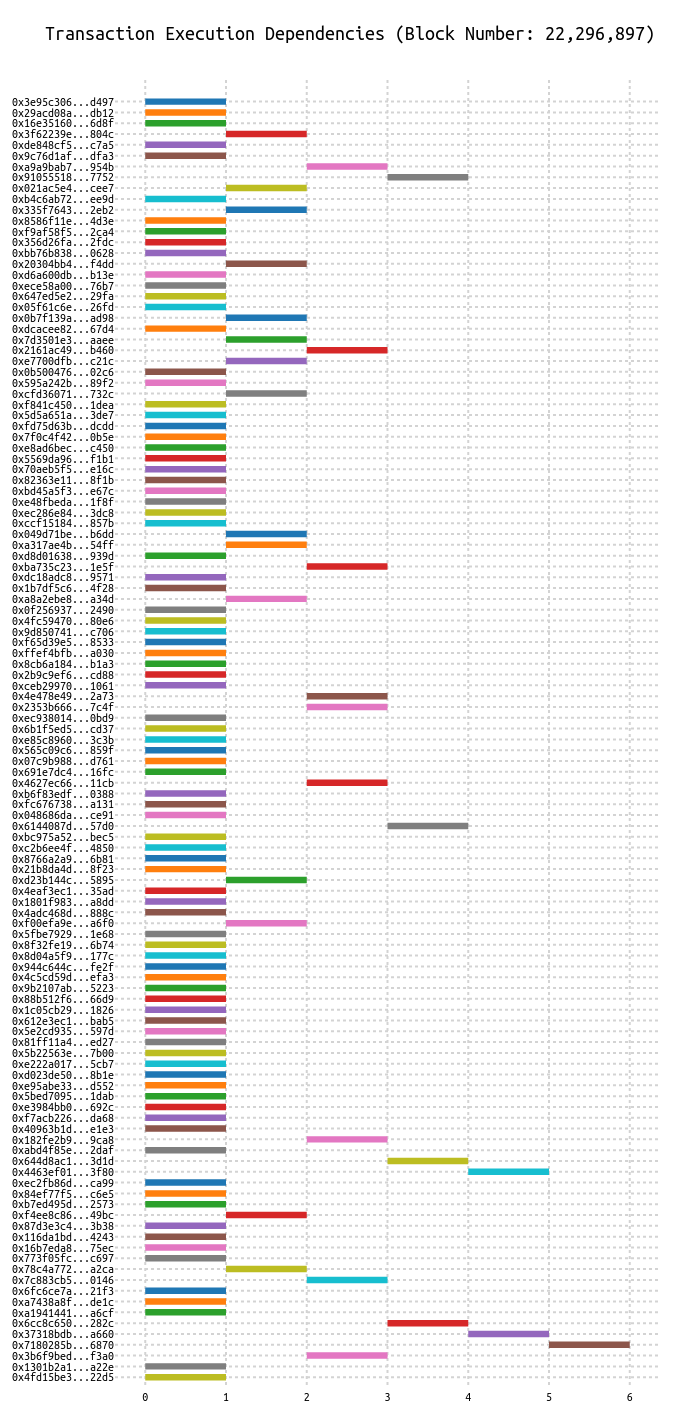 Transaction Execution Dependencies (Block Number: 22,296,897)
0x3e95c306...d497
0x29acd08a...db12
0x16e35160...6d8f
0x3f62239e...804c
0xde848cf5...c7a5
0x9c76d1af...dfa3
0xa9a9bab7...954b
0x91055518...7752
0x021ac5e4...cee7
0xb4c6ab72...ee9d
0x335f7643...2eb2
0x8586f11e...4d3e
0xf9af58f5...2ca4
0x356d26fa...2fdc
0xbb76b838...0628
0x20304bb4...f4dd
0xd6a600db...b13e
0xece58a00...76b7
0x647ed5e2...29fa
0x05f61c6e...26fd
0x0b7f139a...ad98
0xdcacee82...67d4
0x7d3501e3...aaee
0x2161ac49...b460
0xe7700dfb...c21c
0x0b500476...02c6
0x595a242b...89f2
0xcfd36071...732c
0xf841c450...1dea
0x5d5a651a...3de7
0xfd75d63b...dcdd
0x7f0c4f42...0b5e
0xe8ad6bec...c450
0x5569da96...f1b1
0x70aeb5f5...e16c
0x82363e11...8f1b
0xbd45a5f3...e67c
0xe48fbeda...1f8f
0xec286e84...3dc8
0xccf15184...857b
0x049d71be...b6dd
0xa317ae4b...54ff
0xd8d01638...939d
0xba735c23...1e5f
0xdc18adc8...9571
0x1b7df5c6...4f28
0xa8a2ebe8...a34d
0x0f256937...2490
0x4fc59470...80e6
0x9d850741...c706
0xf65d39e5...8533
0xffef4bfb...a030
0x8cb6a184...b1a3
0x2b9c9ef6...cd88
0xceb29970...1061
0x4e478e49...2a73
0x2353b666...7c4f
0xec938014...0bd9
0x6b1f5ed5...cd37
0xe85c8960...3c3b
0x565c09c6...859f
0x07c9b988...d761
0x691e7dc4...16fc
0x4627ec66...11cb
0xb6f83edf...0388
0xfc676738...a131
0x048686da...ce91
0x6144087d...57d0
0xbc975a52...bec5
0xc2b6ee4f...4850
0x8766a2a9...6b81
0x21b8da4d...8f23
0xd23b144c...5895
0x4eaf3ec1...35ad
0x1801f983...a8dd
0x4adc468d...888c
0xf00efa9e...a6f0
0x5fbe7929...1e68
0x8f32fe19...6b74
0x8d04a5f9...177c
0x944c644c...fe2f
0x4c5cd59d...efa3
0x9b2107ab...5223
0x88b512f6...66d9
0x1c05cb29...1826
0x612e3ec1...bab5
0x5e2cd935...597d
0x81ff11a4...ed27
0x5b22563e...7b00
0xe222a017...5cb7
0xd023de50...8b1e
0xe95abe33...d552
0x5bed7095...1dab
0xe3984bb0...692c
0xf7acb226...da68
0x40963b1d...e1e3
0x182fe2b9...9ca8
0xabd4f85e...2daf
0x644d8ac1...3d1d
0x4463ef01...3f80
0xec2fb86d...ca99
0x84ef77f5...c6e5
0xb7ed495d...2573
0xf4ee8c86...49bc
0x87d3e3c4...3b38
0x116da1bd...4243
0x16b7eda8...75ec
0x773f05fc...c697
0x78c4a772...a2ca
0x7c883cb5...0146
0x6fc6ce7a...21f3
0xa7438a8f...de1c
0xa1941441...a6cf
0x6cc8c650...282c
0x37318bdb...a660
0x7180285b...6870
0x3b6f9bed...f3a0
0x1301b2a1...a22e
0x4fd15be3...22d5
0 1 2 3 4 5 6